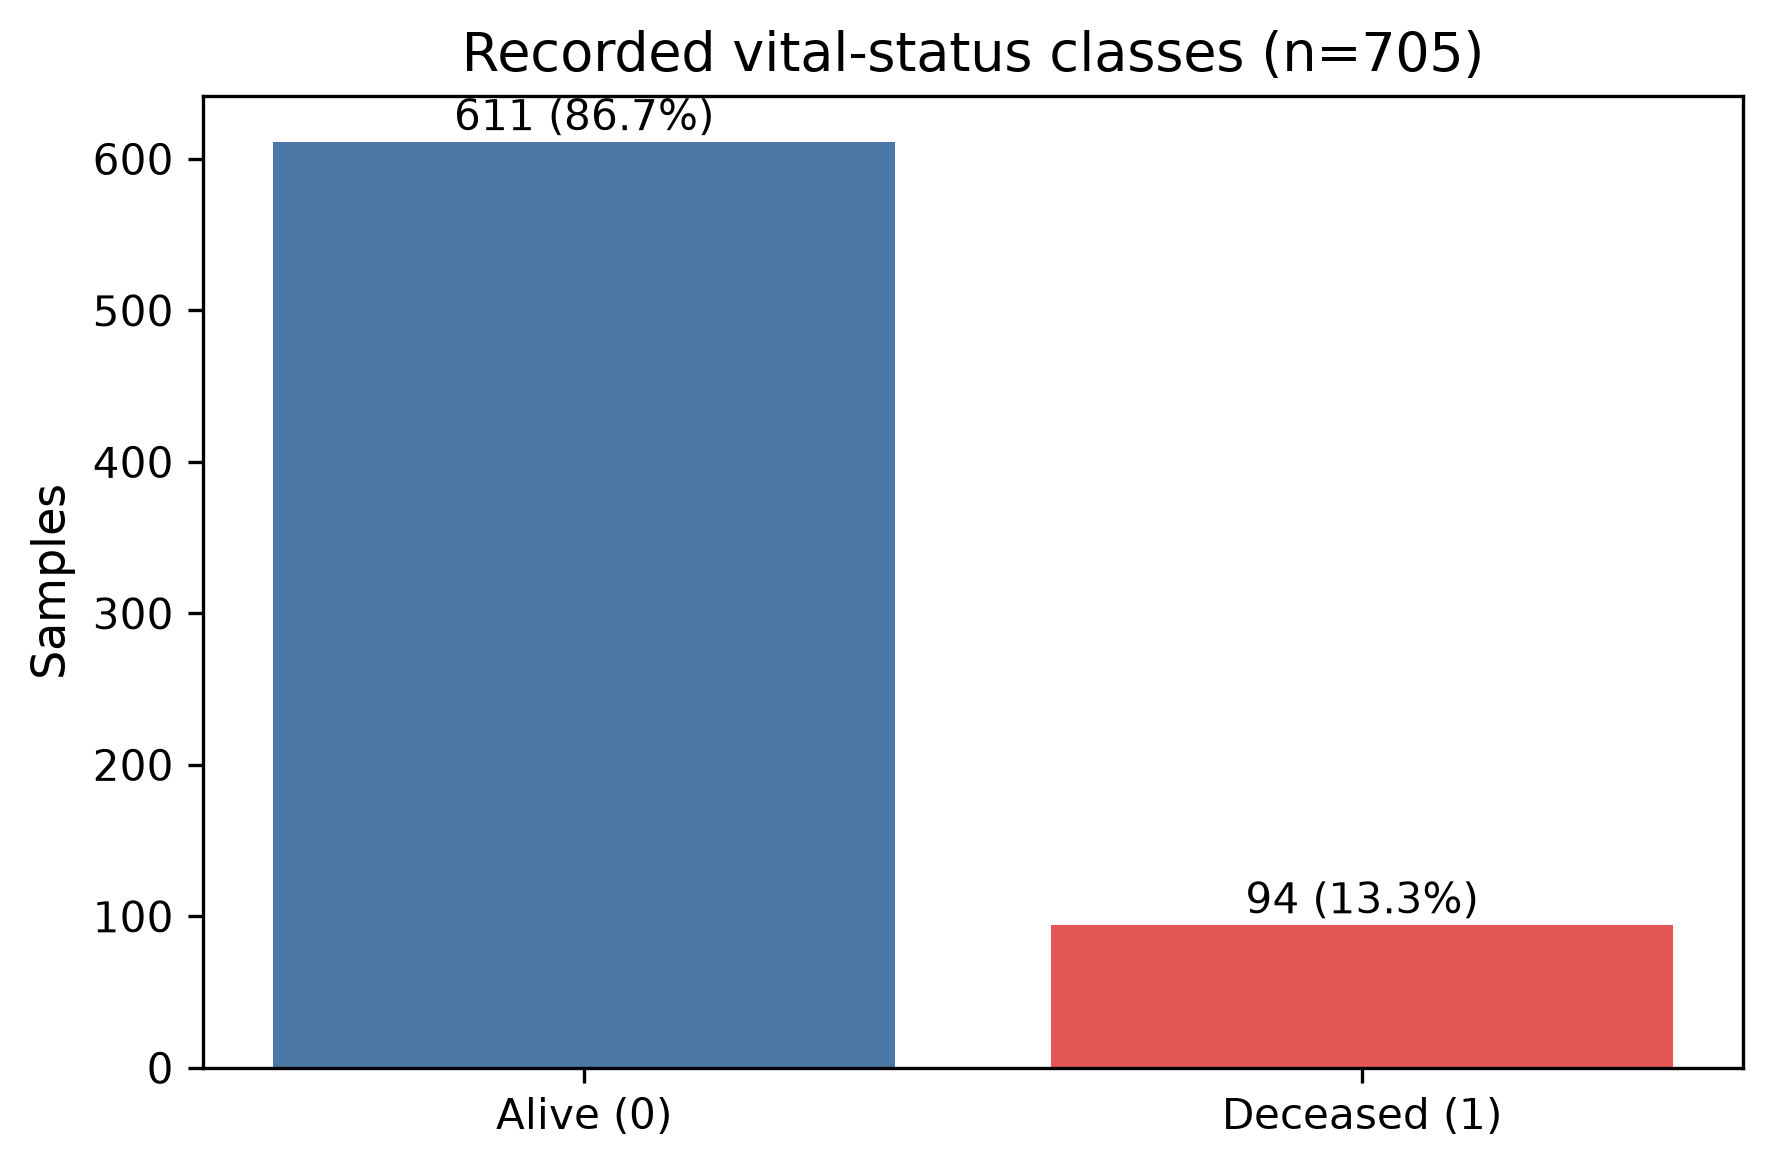 Recorded vital-status classes (n=705)
611 (86.7%)
600
500
400
300
200
100
0
Samples
94 (13.3%)
Alive (0)
Deceased (1)